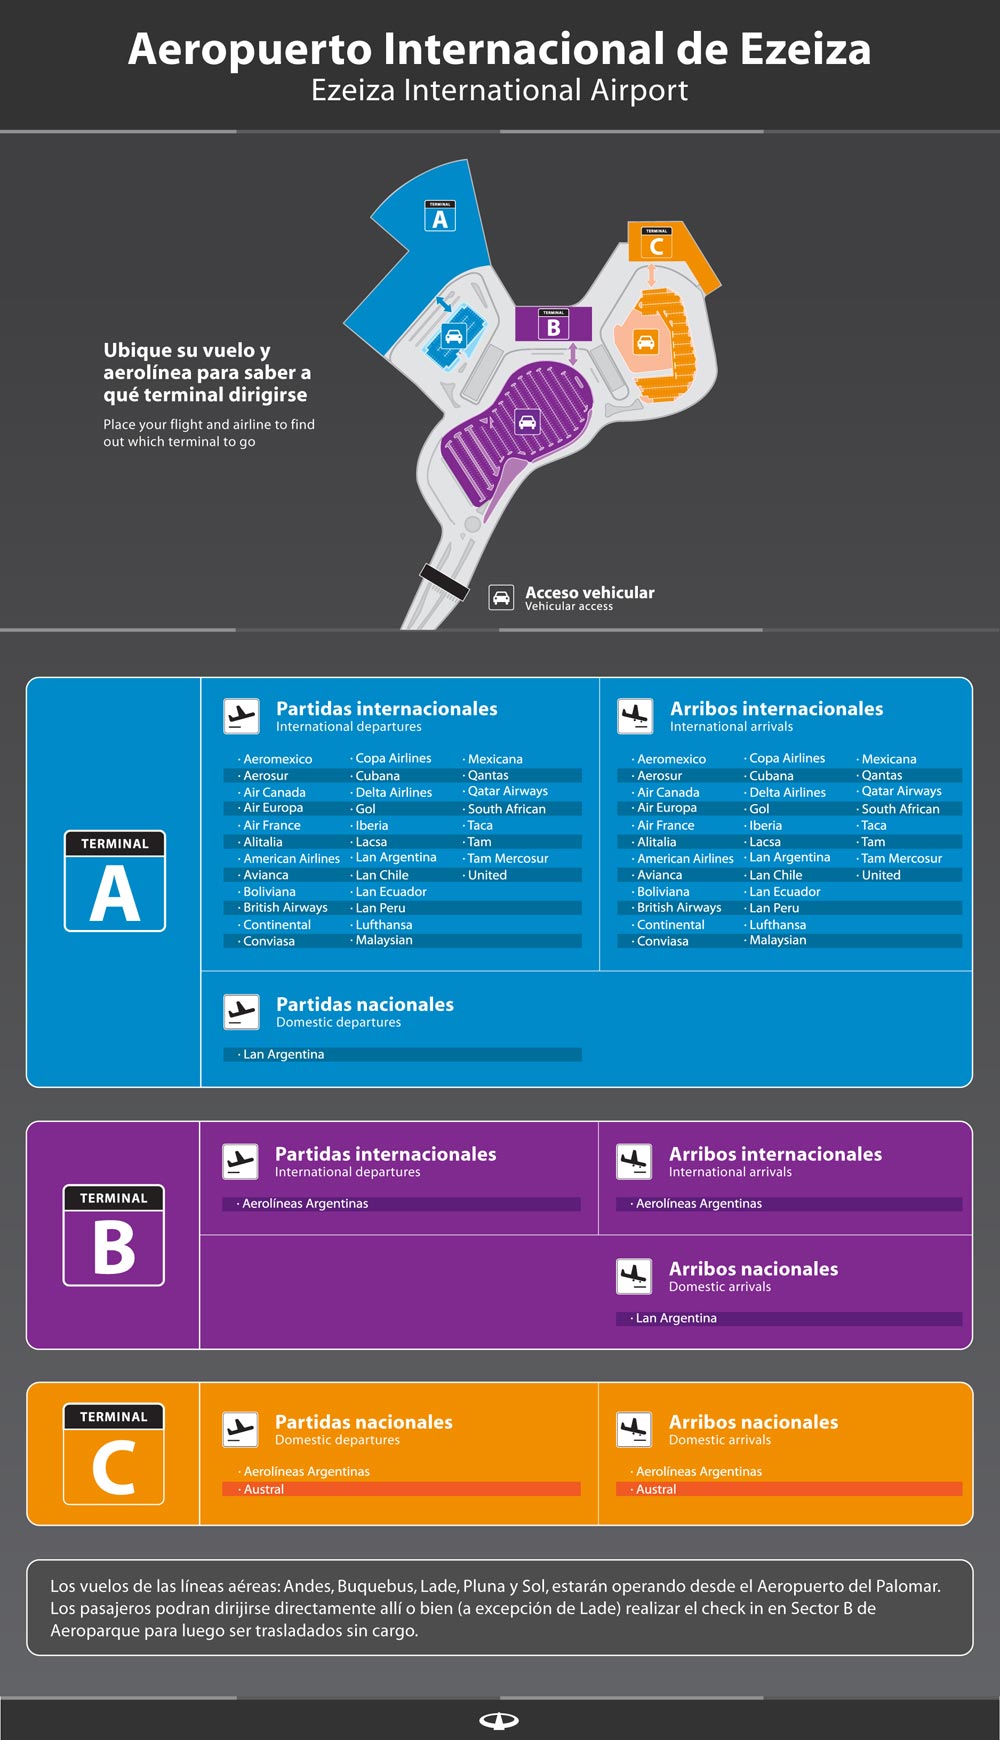 Aeropuerto Internacional de Ezeiza
Ezeiza International Airport
TERMINAL
A
TERMINAL
C
TERMINAL
B
Ubique su vuelo y
aerolínea para saber a
qué terminal dirigirse
Place your flight and airline to find
out which terminal to go
Acceso vehicular
Vehicular access
TERMINAL
A
Partidas internacionales
International departures
· Aeromexico
· Aerosur
· Air Canada
· Air Europa
· Air France
· Alitalia
· American Airlines
· Avianca
· Boliviana
· British Airways
· Continental
· Conviasa
· Copa Airlines
· Cubana
· Delta Airlines
· Gol
· Iberia
· Lacsa
· Lan Argentina
· Lan Chile
· Lan Ecuador
· Lan Peru
· Lufthansa
· Malaysian
· Mexicana
· Qantas
· Qatar Airways
· South African
· Taca
· Tam
· Tam Mercosur
· United
Arribos internacionales
International arrivals
· Aeromexico
· Aerosur
· Air Canada
· Air Europa
· Air France
· Alitalia
· American Airlines
· Avianca
· Boliviana
· British Airways
· Continental
· Conviasa
· Copa Airlines
· Cubana
· Delta Airlines
· Gol
· Iberia
· Lacsa
· Lan Argentina
· Lan Chile
· Lan Ecuador
· Lan Peru
· Lufthansa
· Malaysian
· Mexicana
· Qantas
· Qatar Airways
· South African
· Taca
· Tam
· Tam Mercosur
· United
Partidas nacionales
Domestic departures
· Lan Argentina
TERMINAL
B
Partidas internacionales
International departures
· Aerolíneas Argentinas
Arribos internacionales
International arrivals
· Aerolíneas Argentinas
Arribos nacionales
Domestic arrivals
· Lan Argentina
TERMINAL
C
Partidas nacionales
Domestic departures
· Aerolíneas Argentinas
· Austral
Arribos nacionales
Domestic arrivals
· Aerolíneas Argentinas
· Austral
Los vuelos de las líneas aéreas: Andes, Buquebus, Lade, Pluna y Sol, estarán operando desde el Aeropuerto del Palomar.
Los pasajeros podran dirijirse directamente allí o bien (a excepción de Lade) realizar el check in en Sector B de
Aeroparque para luego ser trasladados sin cargo.